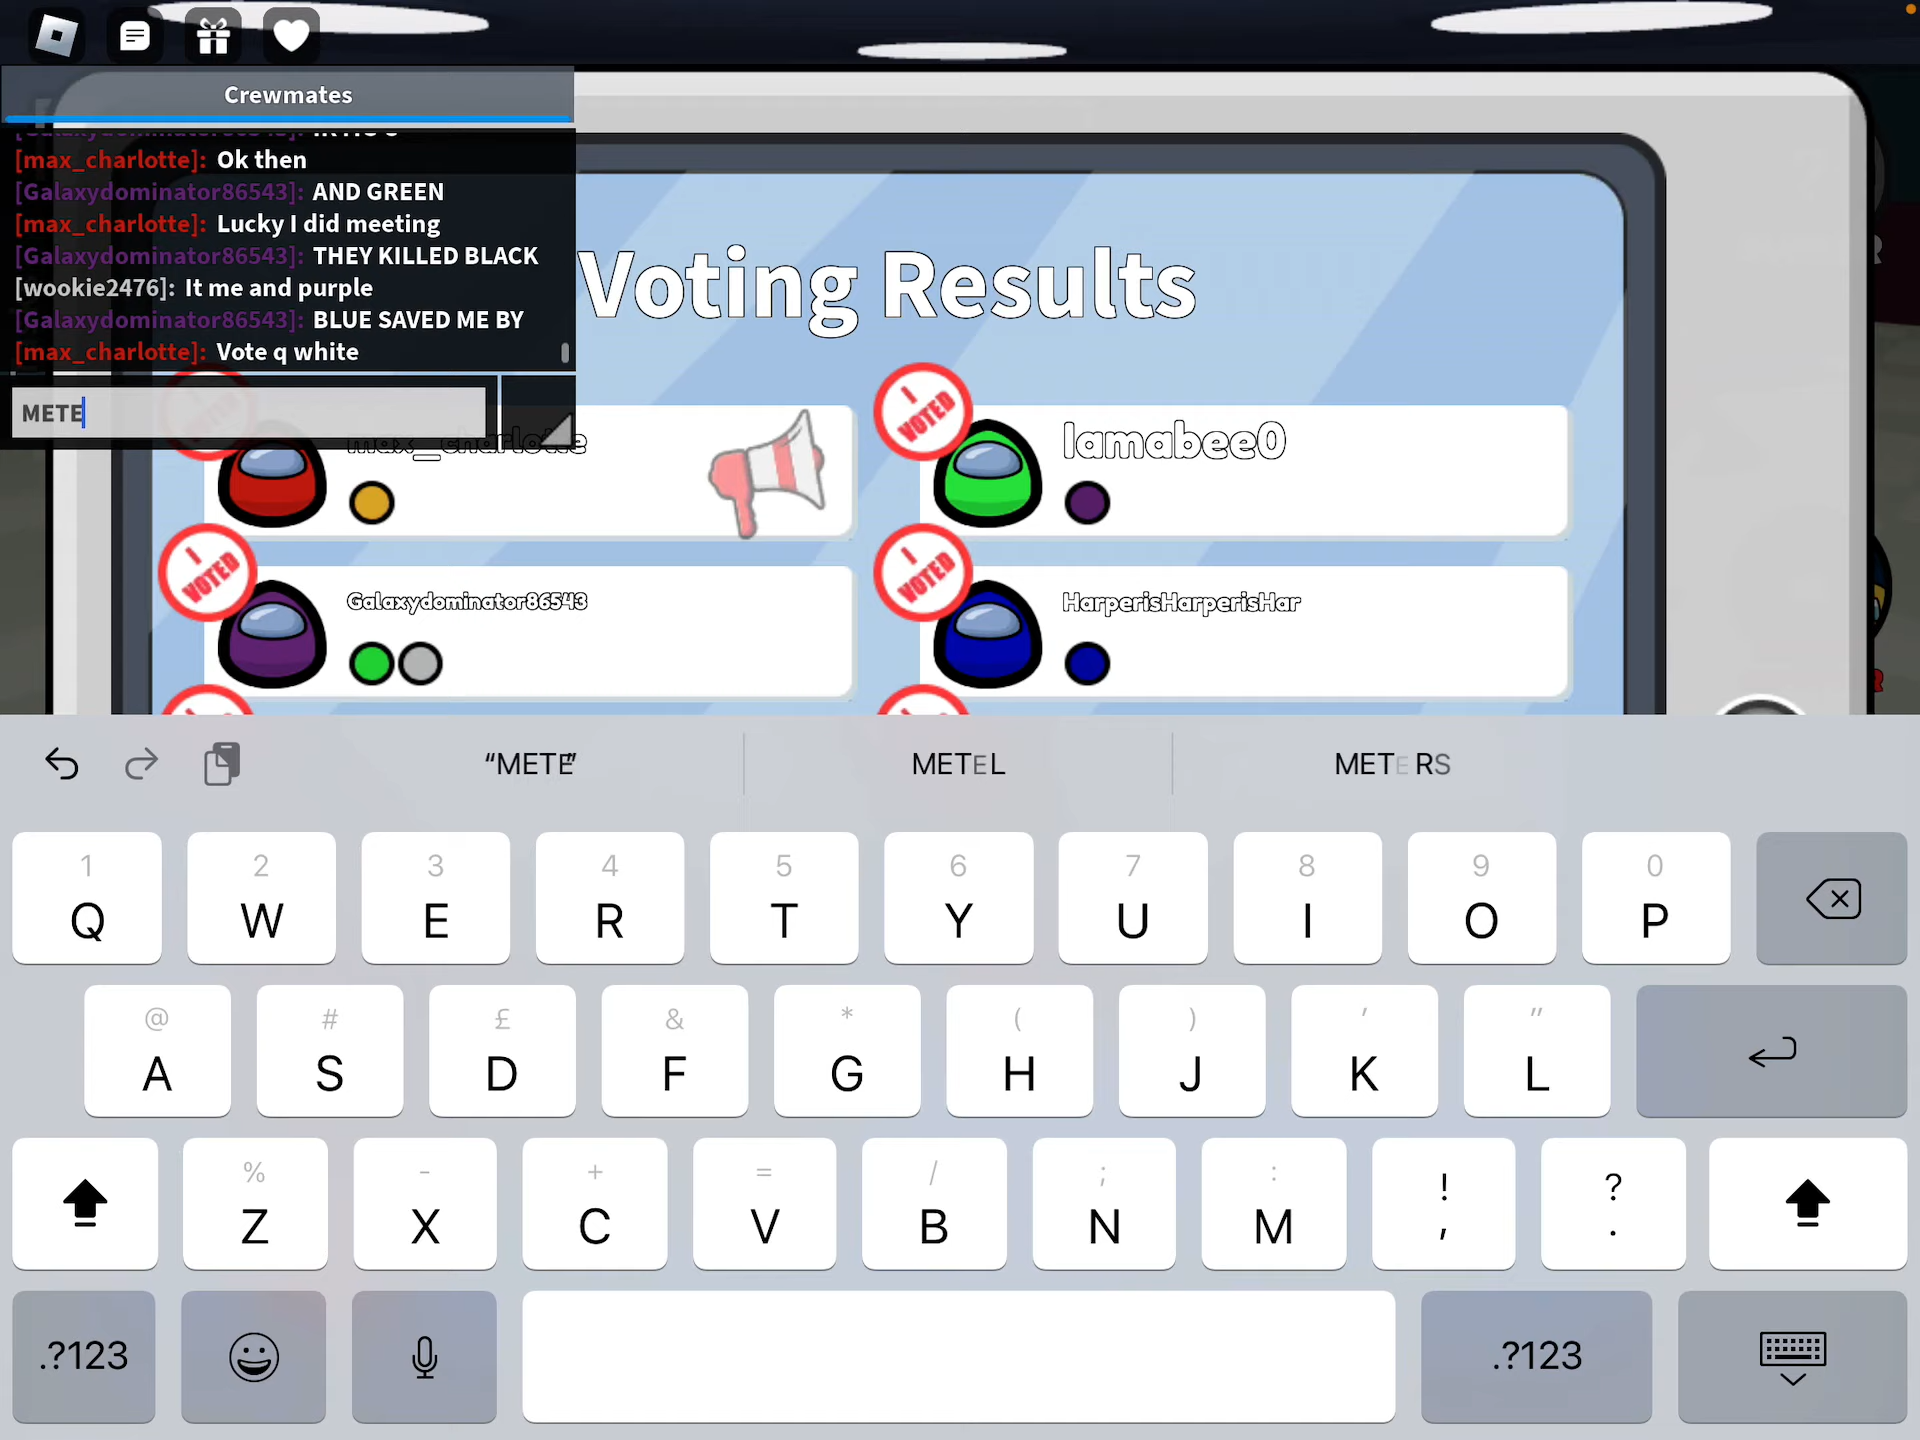 Crewmates
[max_charlotte]: Ok then
[Galaxydominator86543]: AND GREEN
[max_charlotte]: Lucky I did meeting
[Galaxydominator86543]: THEY KILLED BLACK
[wookie2476]: It me and purple
[Galaxydominator86543]: BLUE SAVED ME BY
[max_charlotte]: Vote q white
METE
Voting Results
I VOTED
max_charlotte
I VOTED
lamabee0
I VOTED
Galaxydominator86543
I VOTED
HarperisHarperisHar
“METE”
METEL
METERS
1 2 3 4 5 6 7 8 9 0
Q W E R T Y U I O P
@ # £ & * ( ) ' "
A S D F G H J K L
% - + = / ; : ! ?
Z X C V B N M , .
.?123 .?123